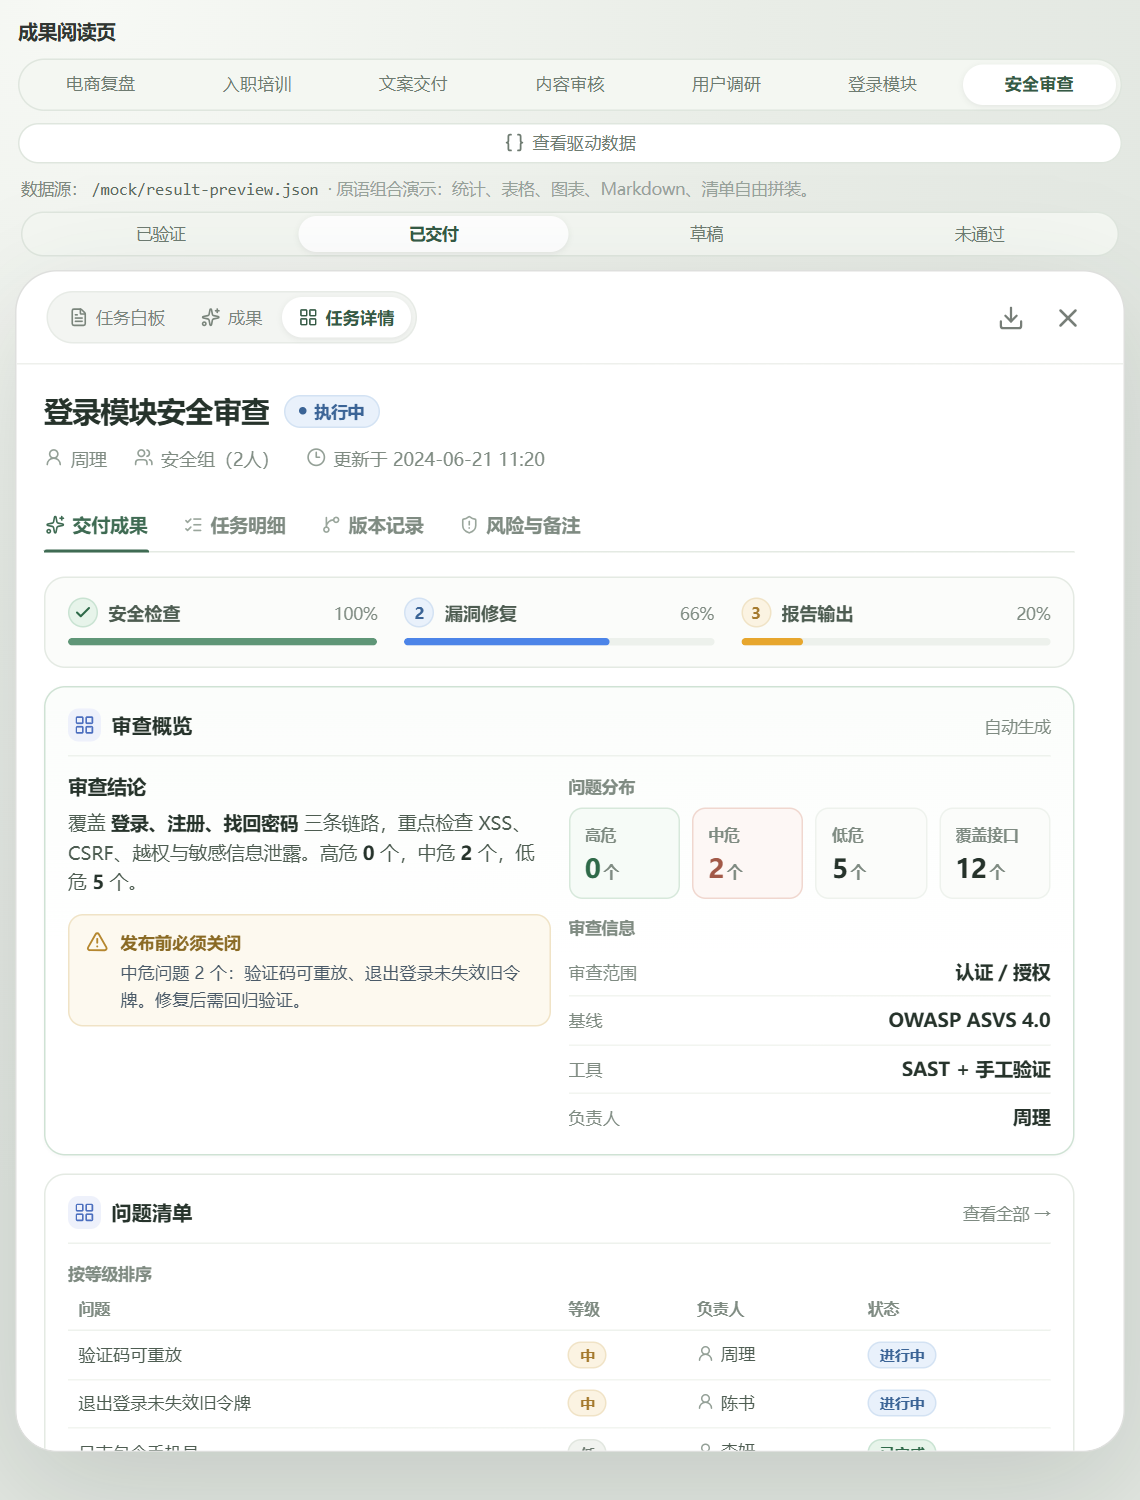 成果阅读页
电商复盘 入职培训 文案交付 内容审核 用户调研 登录模块 安全审查
{} 查看驱动数据
数据源： /mock/result-preview.json · 原语组合演示：统计、表格、图表、Markdown、清单自由拼装。
已验证 已交付 草稿 未通过
任务白板 成果 任务详情
登录模块安全审查 执行中
周理 安全组（2人） 更新于 2024-06-21 11:20
交付成果 任务明细 版本记录 风险与备注
安全检查 100% 2 漏洞修复 66% 3 报告输出 20%
审查概览 自动生成
审查结论
覆盖 登录、注册、找回密码 三条链路，重点检查 XSS、
CSRF、越权与敏感信息泄露。高危 0 个，中危 2 个，低
危 5 个。
发布前必须关闭
中危问题 2 个：验证码可重放、退出登录未失效旧令
牌。修复后需回归验证。
问题分布
高危 中危 低危 覆盖接口
0个 2个 5个 12个
审查信息
审查范围 认证 / 授权
基线 OWASP ASVS 4.0
工具 SAST + 手工验证
负责人 周理
问题清单 查看全部 →
按等级排序
问题 等级 负责人 状态
验证码可重放 中 周理 进行中
退出登录未失效旧令牌 中 陈书 进行中